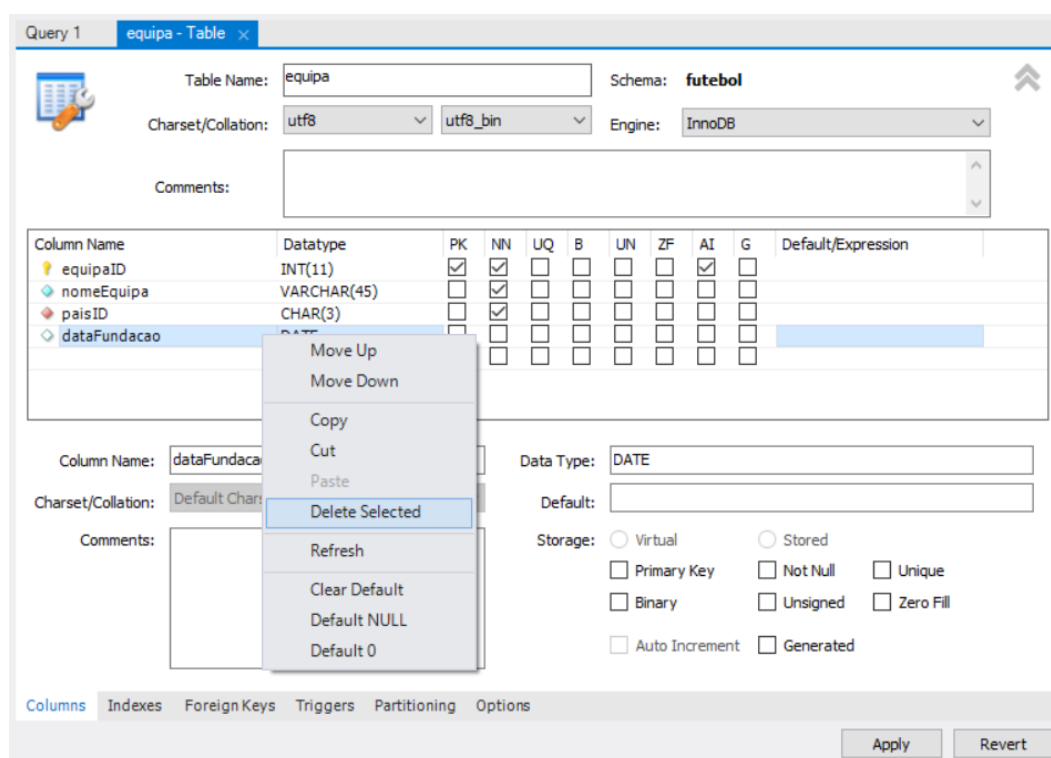 Query 1 equipa - Table ×
Table Name: equipa Schema: futebol
Charset/Collation: utf8 utf8_bin Engine: InnoDB
Comments:
Column Name Datatype PK NN UQ B UN ZF AI G Default/Expression
equipaID INT(11)
nomeEquipa VARCHAR(45)
paisID CHAR(3)
dataFundacao DATE
Move Up
Move Down
Copy
Cut
Paste
Delete Selected
Refresh
Clear Default
Default NULL
Default 0
Column Name: dataFundaca Data Type: DATE
Charset/Collation: Default Chars Default:
Comments: Storage: Virtual Stored
Primary Key Not Null Unique
Binary Unsigned Zero Fill
Auto Increment Generated
Columns Indexes Foreign Keys Triggers Partitioning Options
Apply Revert